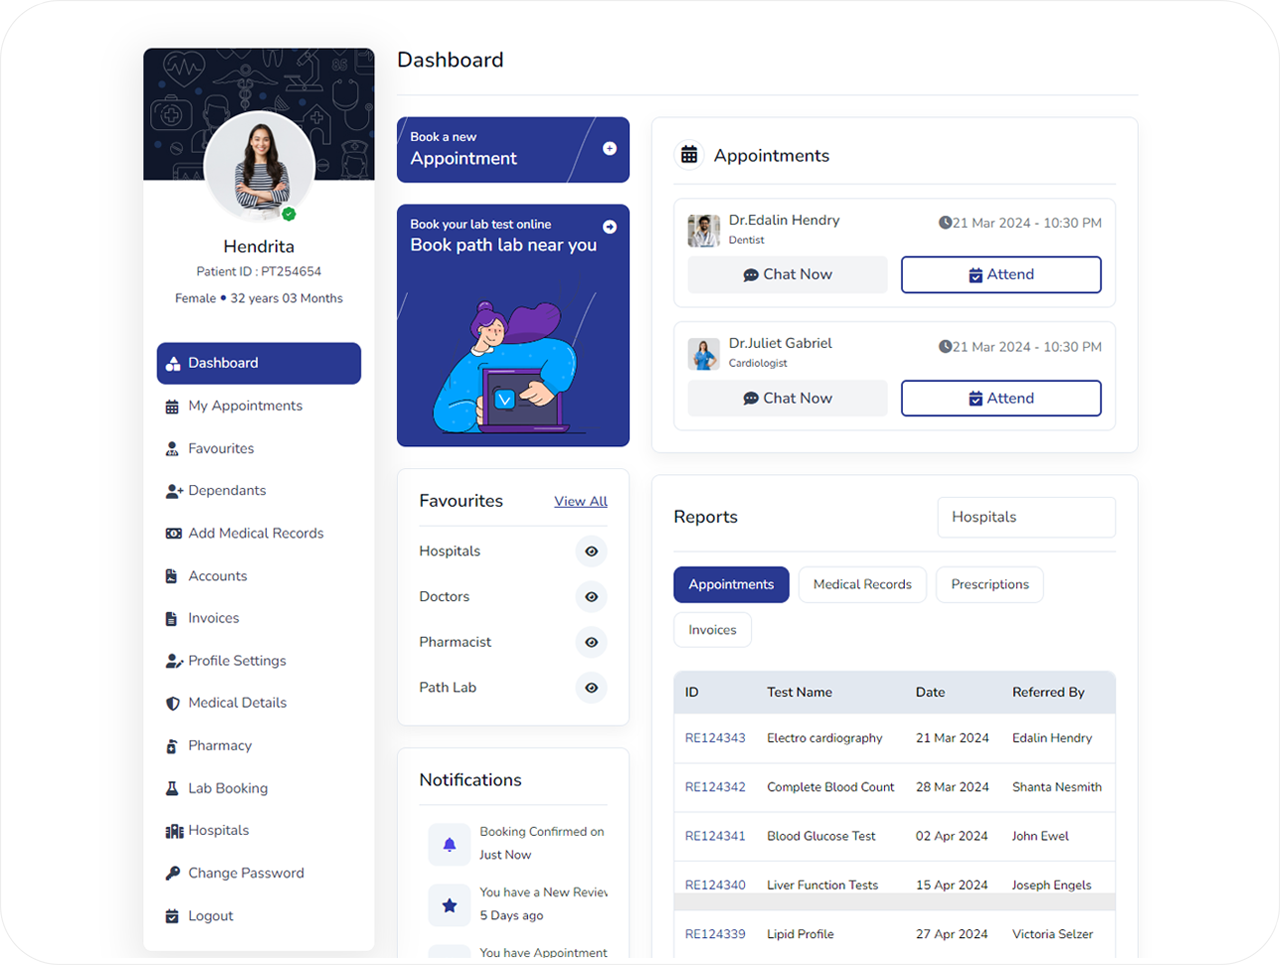 Hendrita
Patient ID : PT254654
Female • 32 years 03 Months
Dashboard
My Appointments
Favourites
Dependants
Add Medical Records
Accounts
Invoices
Profile Settings
Medical Details
Pharmacy
Lab Booking
Hospitals
Change Password
Logout
Dashboard
Book a new
Appointment
Book your lab test online
Book path lab near you
Favourites View All
Hospitals
Doctors
Pharmacist
Path Lab
Notifications
Booking Confirmed on
Just Now
You have a New Review
5 Days ago
You have Appointment
Appointments
Dr.Edalin Hendry 21 Mar 2024 - 10:30 PM
Dentist
Chat Now Attend
Dr.Juliet Gabriel 21 Mar 2024 - 10:30 PM
Cardiologist
Chat Now Attend
Reports Hospitals
Appointments Medical Records Prescriptions
Invoices
ID Test Name Date Referred By
RE124343 Electro cardiography 21 Mar 2024 Edalin Hendry
RE124342 Complete Blood Count 28 Mar 2024 Shanta Nesmith
RE124341 Blood Glucose Test 02 Apr 2024 John Ewel
RE124340 Liver Function Tests 15 Apr 2024 Joseph Engels
RE124339 Lipid Profile 27 Apr 2024 Victoria Selzer